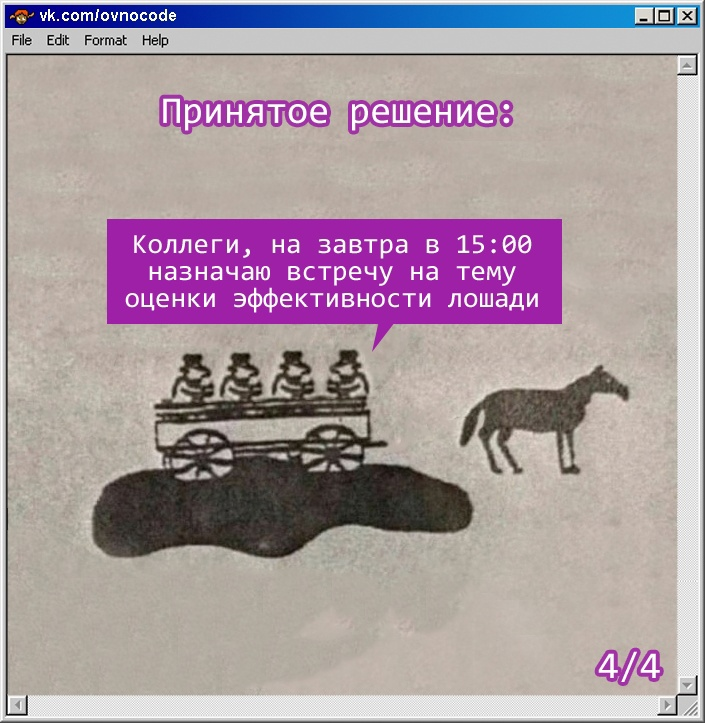 vk.com/ovnocode
File Edit Format Help
Принятое решение:
Коллеги, на завтра в 15:00
назначаю встречу на тему
оценки эффективности лошади
4/4